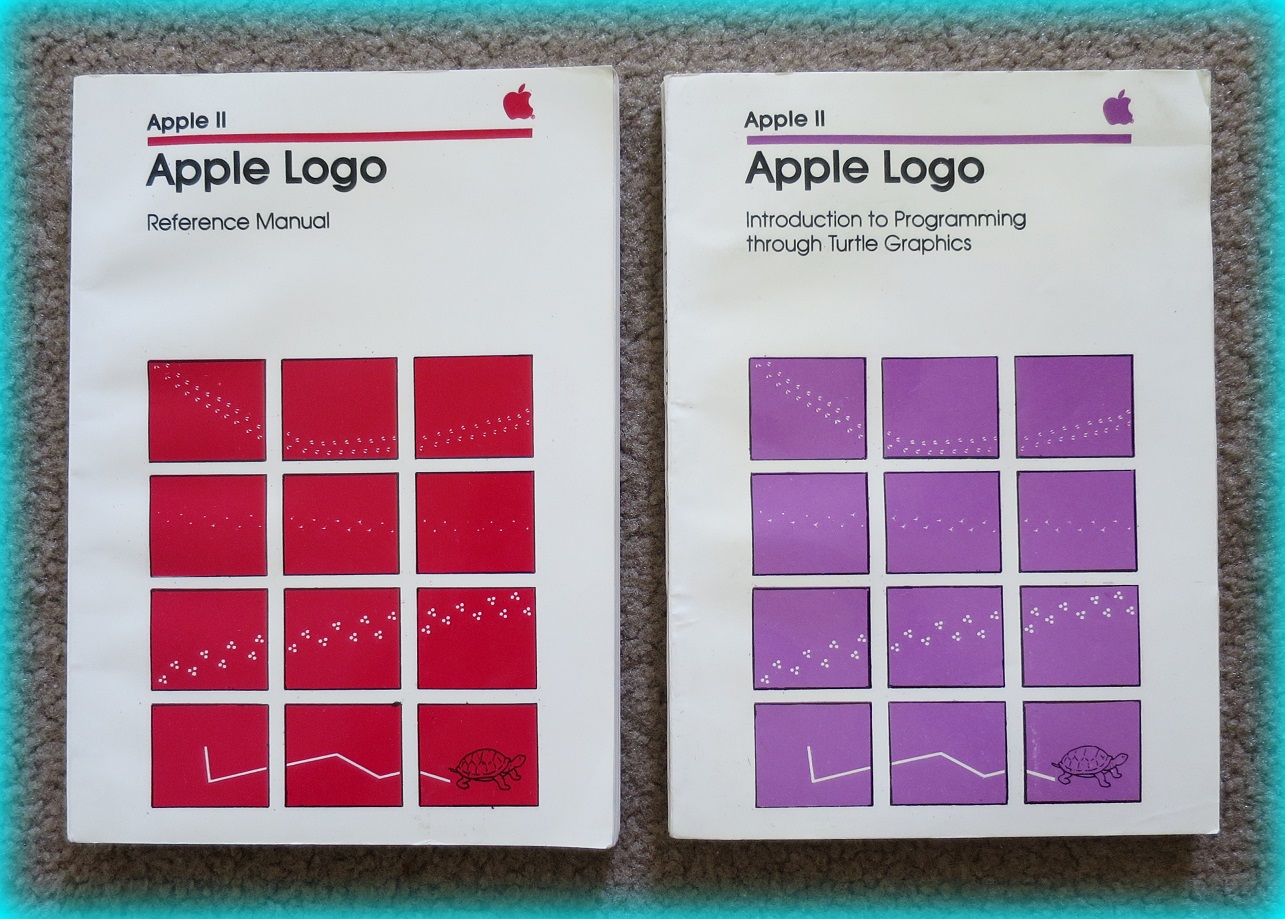 Apple II
Apple Logo
Reference Manual
Apple II
Apple Logo
Introduction to Programming
through Turtle Graphics